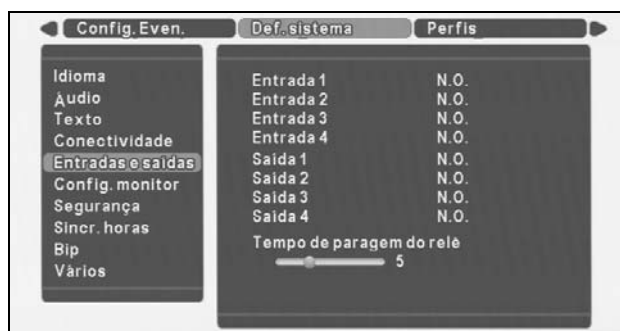 Config. Even. Def. sistema Perfis
Idioma
Áudio
Texto
Conectividade
Entradas e saídas
Config. monitor
Segurança
Sincr. horas
Bip
Vários
Entrada 1 N.O.
Entrada 2 N.O.
Entrada 3 N.O.
Entrada 4 N.O.
Saída 1 N.O.
Saída 2 N.O.
Saída 3 N.O.
Saída 4 N.O.
Tempo de paragem do relé
5